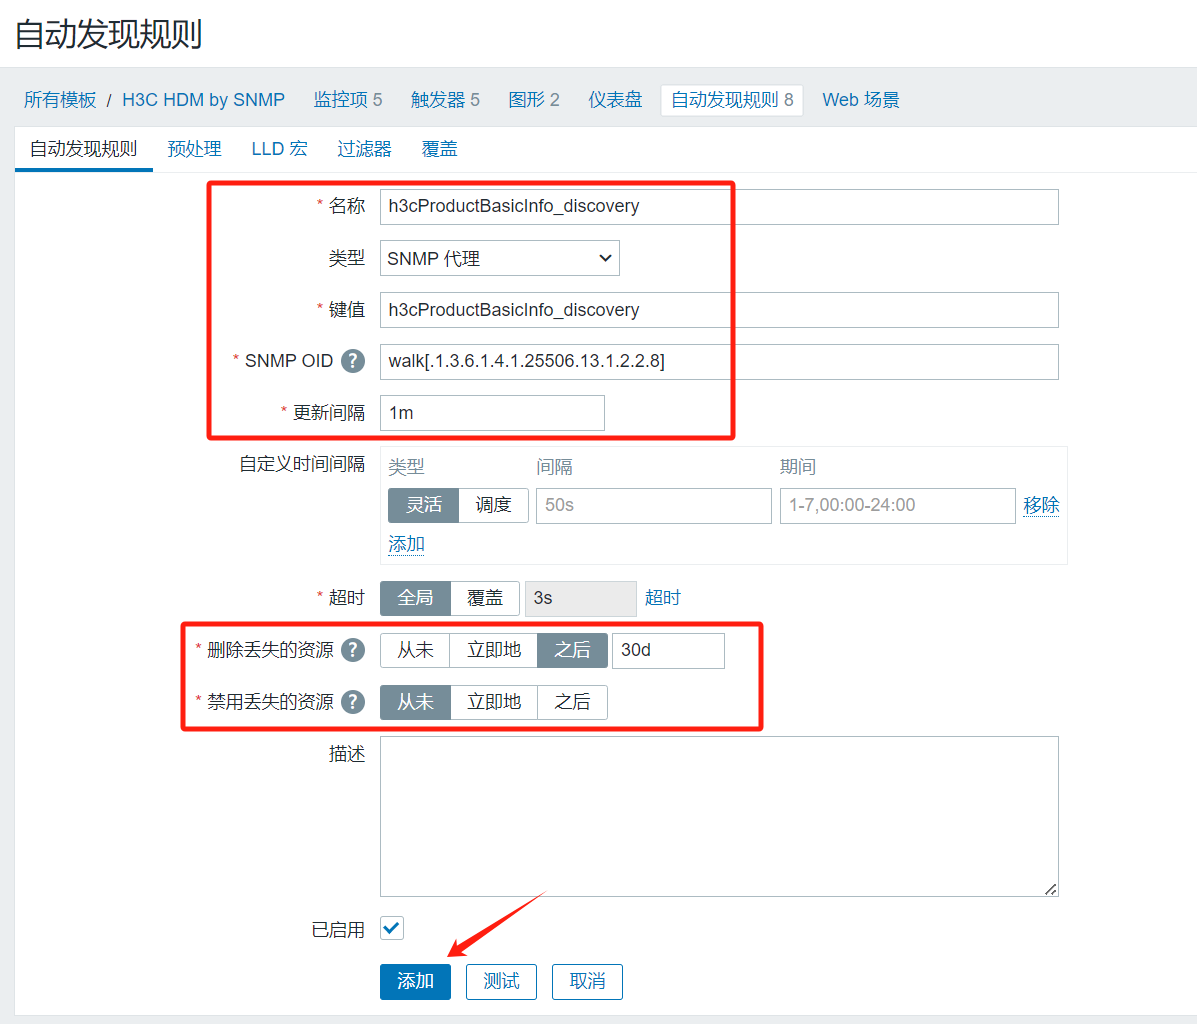 自动发现规则
所有模板 / H3C HDM by SNMP 监控项 5 触发器 5 图形 2 仪表盘 自动发现规则 8 Web 场景
自动发现规则 预处理 LLD 宏 过滤器 覆盖
* 名称 h3cProductBasicInfo_discovery
类型 SNMP 代理
* 键值 h3cProductBasicInfo_discovery
* SNMP OID ? walk[.1.3.6.1.4.1.25506.13.1.2.2.8]
* 更新间隔 1m
自定义时间间隔 类型 间隔 期间
灵活 调度 50s 1-7,00:00-24:00 移除
添加
* 超时 全局 覆盖 3s 超时
* 删除丢失的资源 ? 从未 立即地 之后 30d
* 禁用丢失的资源 ? 从未 立即地 之后
描述
已启用
添加 测试 取消